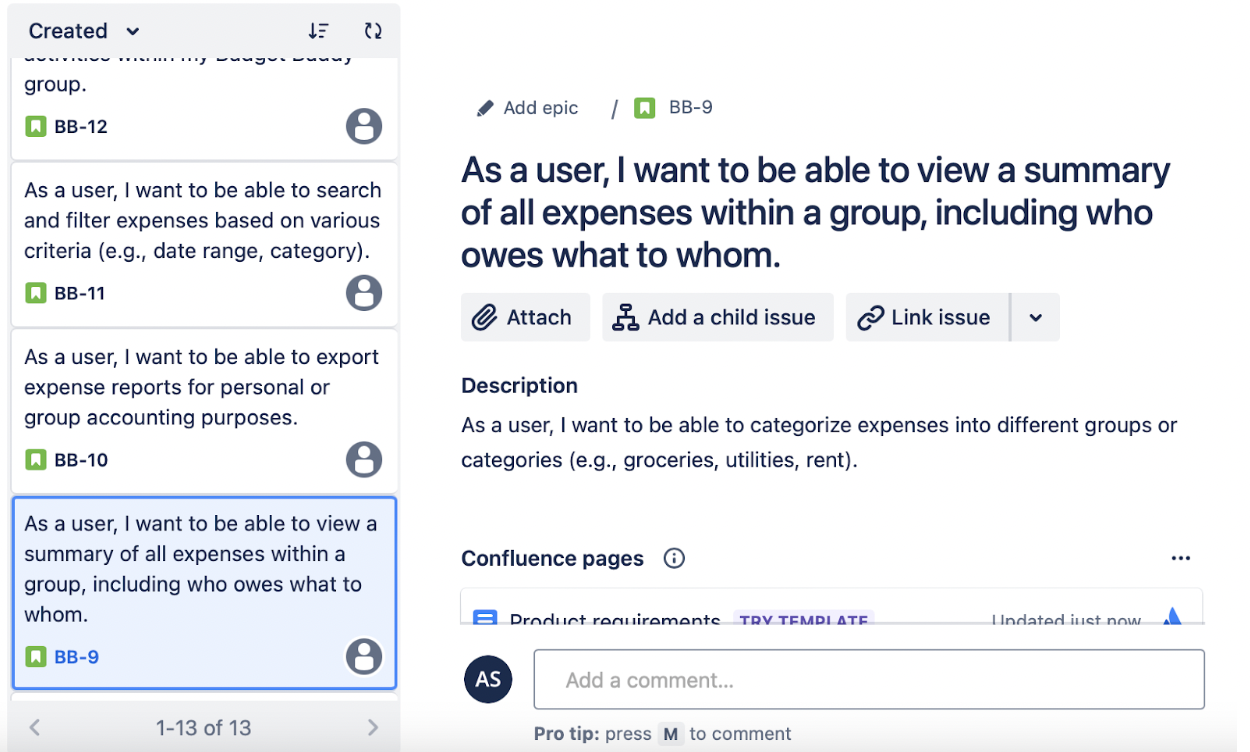 Created
activities within my Budget Buddy
group.
BB-12
As a user, I want to be able to search
and filter expenses based on various
criteria (e.g., date range, category).
BB-11
As a user, I want to be able to export
expense reports for personal or
group accounting purposes.
BB-10
As a user, I want to be able to view a
summary of all expenses within a
group, including who owes what to
whom.
BB-9
1-13 of 13
Add epic / BB-9
As a user, I want to be able to view a summary
of all expenses within a group, including who
owes what to whom.
Attach Add a child issue Link issue
Description
As a user, I want to be able to categorize expenses into different groups or
categories (e.g., groceries, utilities, rent).
Confluence pages
Product requirements TRY TEMPLATE Updated just now
AS Add a comment...
Pro tip: press M to comment